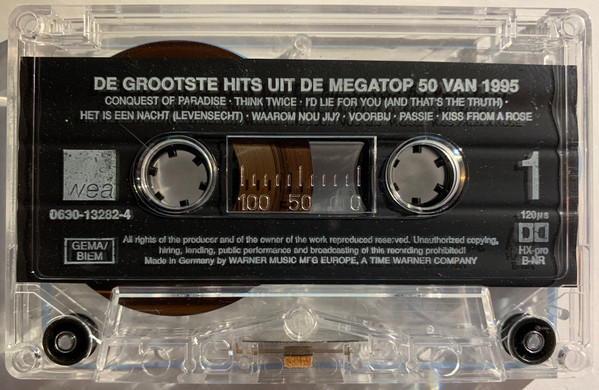 DE GROOTSTE HITS UIT DE MEGATOP 50 VAN 1995
CONQUEST OF PARADISE · THINK TWICE · I'D LIE FOR YOU (AND THAT'S THE TRUTH) ·
HET IS EEN NACHT (LEVENSECHT) · WAAROM NOU JIJ? · VOORBIJ · PASSIE · KISS FROM A ROSE
wea
0630-13282-4
100 50 0
1
120µs
HX-pro
B-NR
GEMA/
BIEM
All rights of the producer and of the owner of the work reproduced reserved. Unauthorized copying,
hiring, lending, public performance and broadcasting of this recording prohibited!
Made in Germany by WARNER MUSIC MFG EUROPE, A TIME WARNER COMPANY